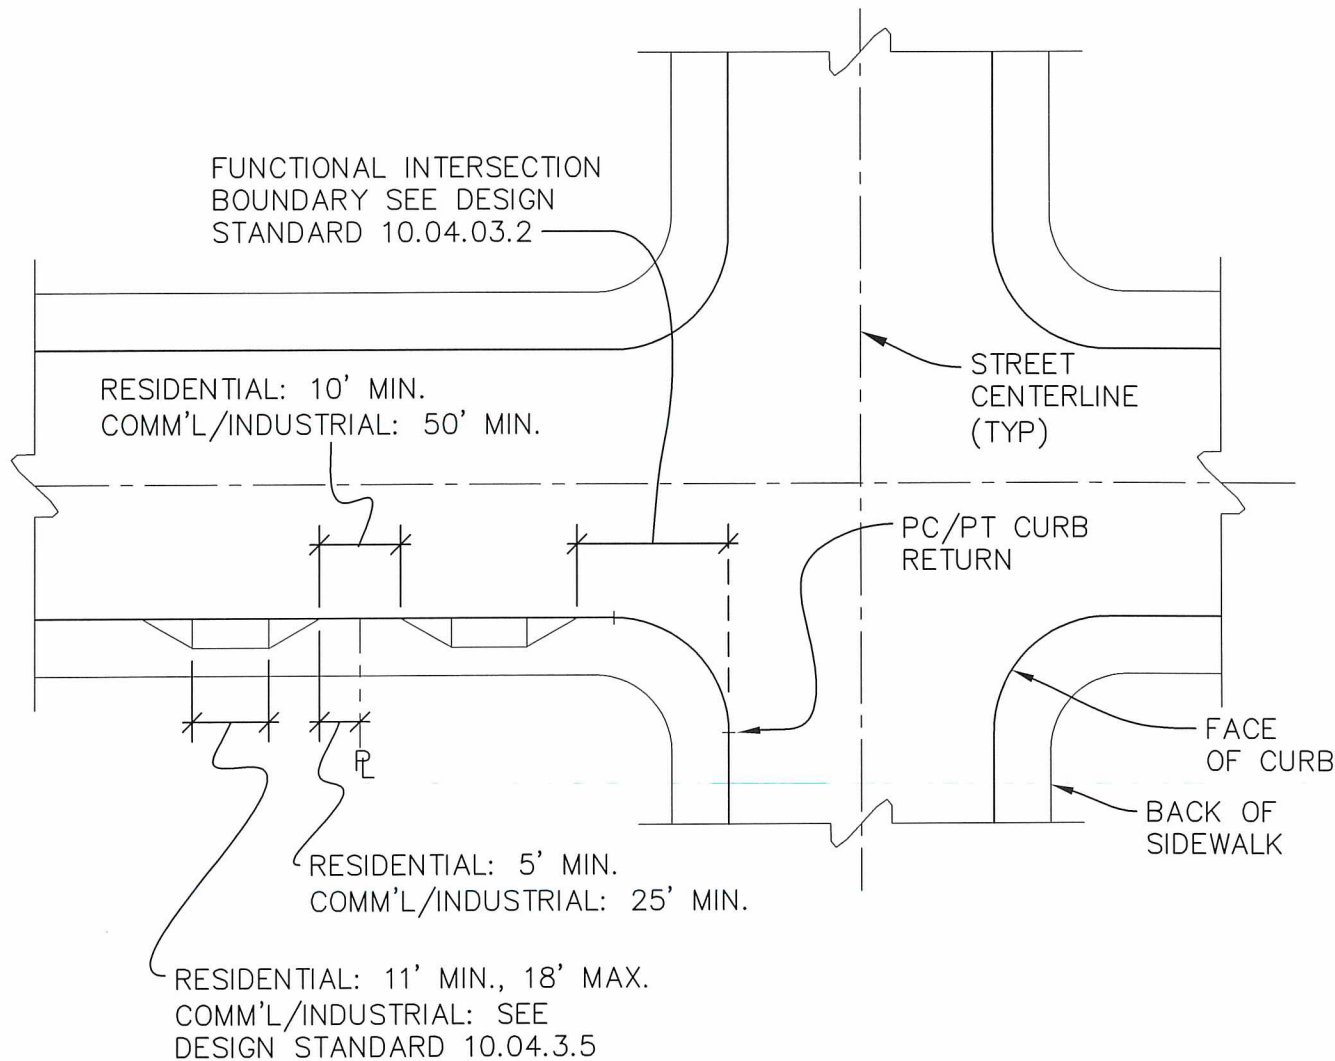 FUNCTIONAL INTERSECTION
BOUNDARY SEE DESIGN
STANDARD 10.04.03.2
RESIDENTIAL: 10' MIN.
COMM'L/INDUSTRIAL: 50' MIN.
STREET
CENTERLINE
(TYP)
PC/PT CURB
RETURN
FACE
OF CURB
BACK OF
SIDEWALK
PL
RESIDENTIAL: 5' MIN.
COMM'L/INDUSTRIAL: 25' MIN.
RESIDENTIAL: 11' MIN., 18' MAX.
COMM'L/INDUSTRIAL: SEE
DESIGN STANDARD 10.04.3.5